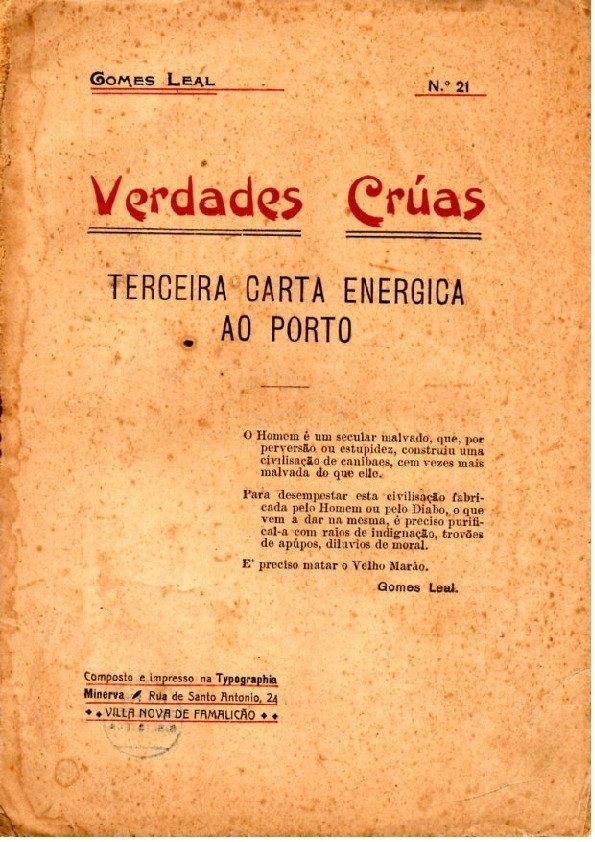 GOMES LEAL
N.º 21
Verdades Crúas
TERCEIRA CARTA ENERGICA
AO PORTO
O Homem é um secular malvado, que, por
perversão ou estupidez, construiu uma
civilisação de canibaes, cem vezes mais
malvada do que elle.
Para desempestar esta civilisação fabri-
cada pelo Homem ou pelo Diabo, o que
vem a dar na mesma, é preciso purifi-
cal-a com raios de indignação, trovões
de apúpos, diluvios de moral.
E' preciso matar o Velho Marão.
Gomes Leal.
Composto e impresso na Typographia
Minerva Rua de Santo Antonio, 24
VILLA NOVA DE FAMALICÃO